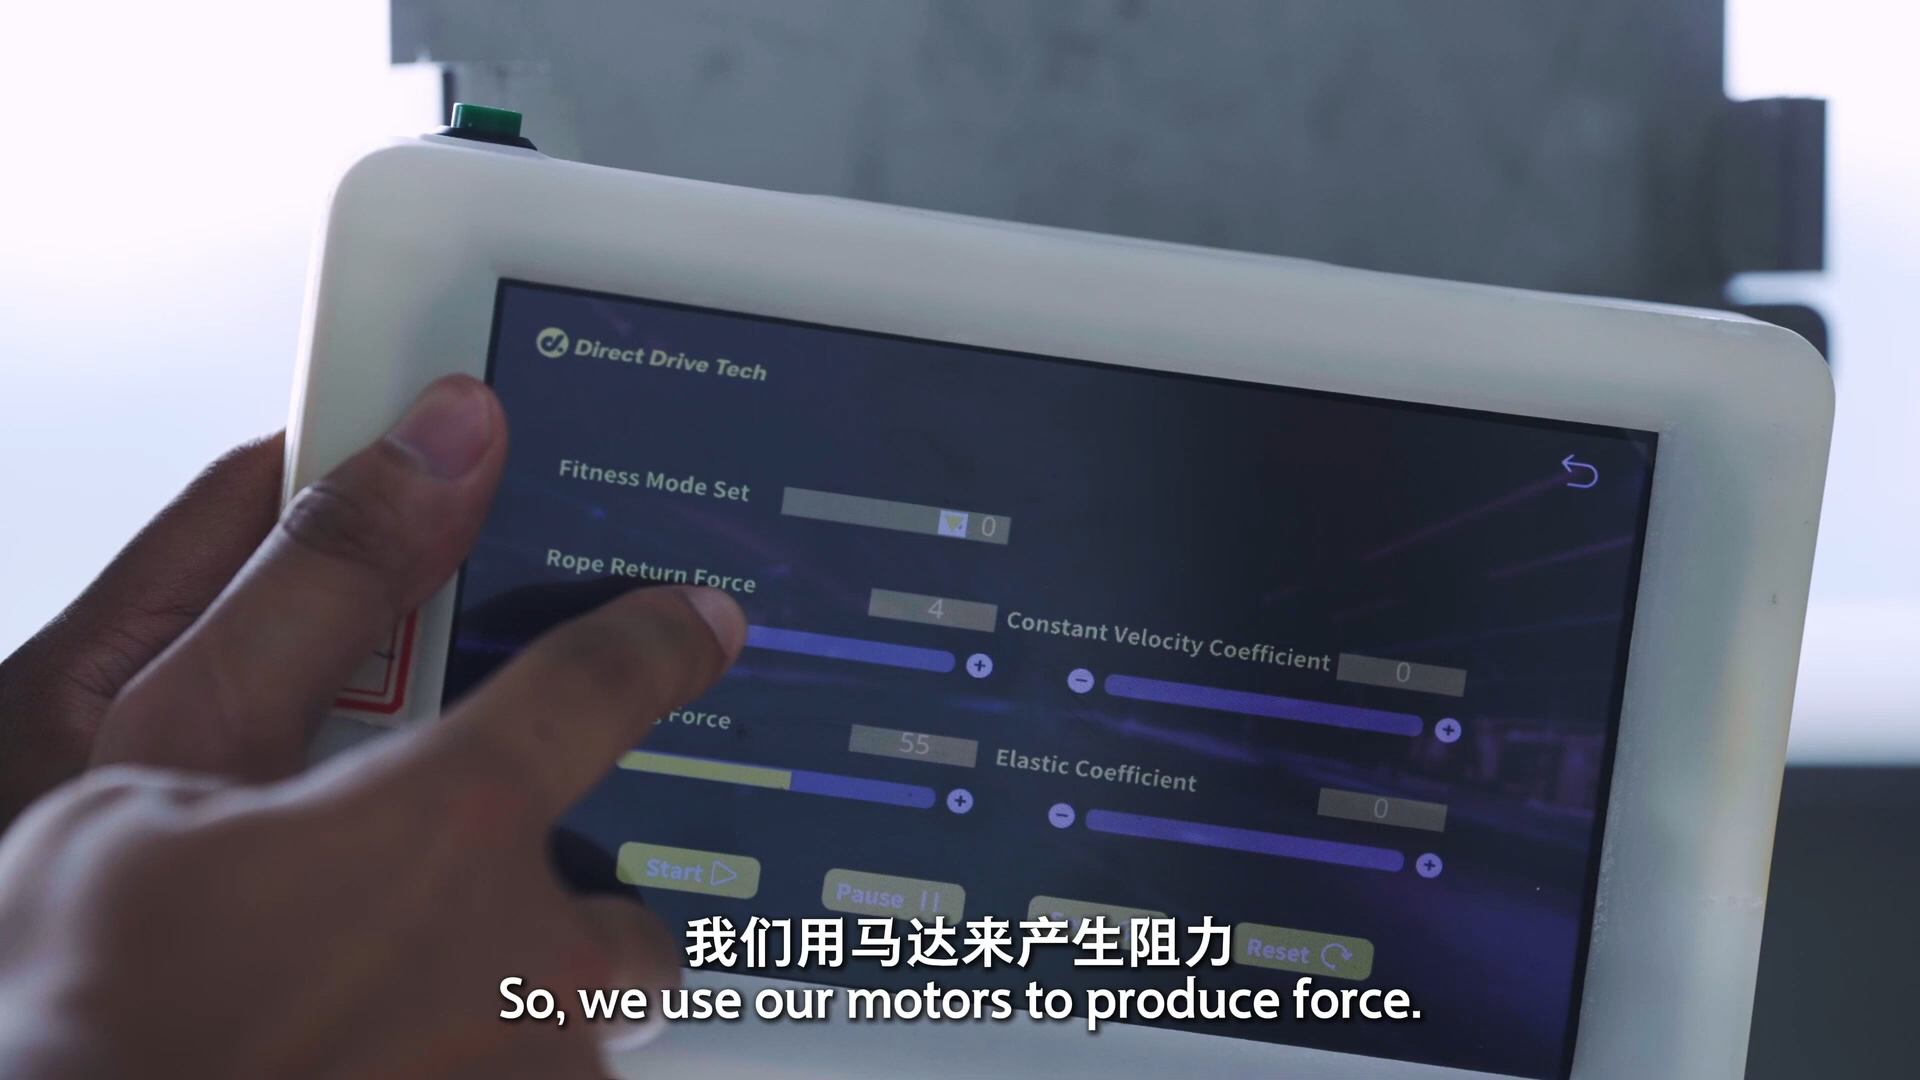 Direct Drive Tech
Fitness Mode Set
0
Rope Return Force
4
Constant Velocity Coefficient
0
Force
55
Elastic Coefficient
0
Start
Pause
Reset
我们用马达来产生阻力
So, we use our motors to produce force.